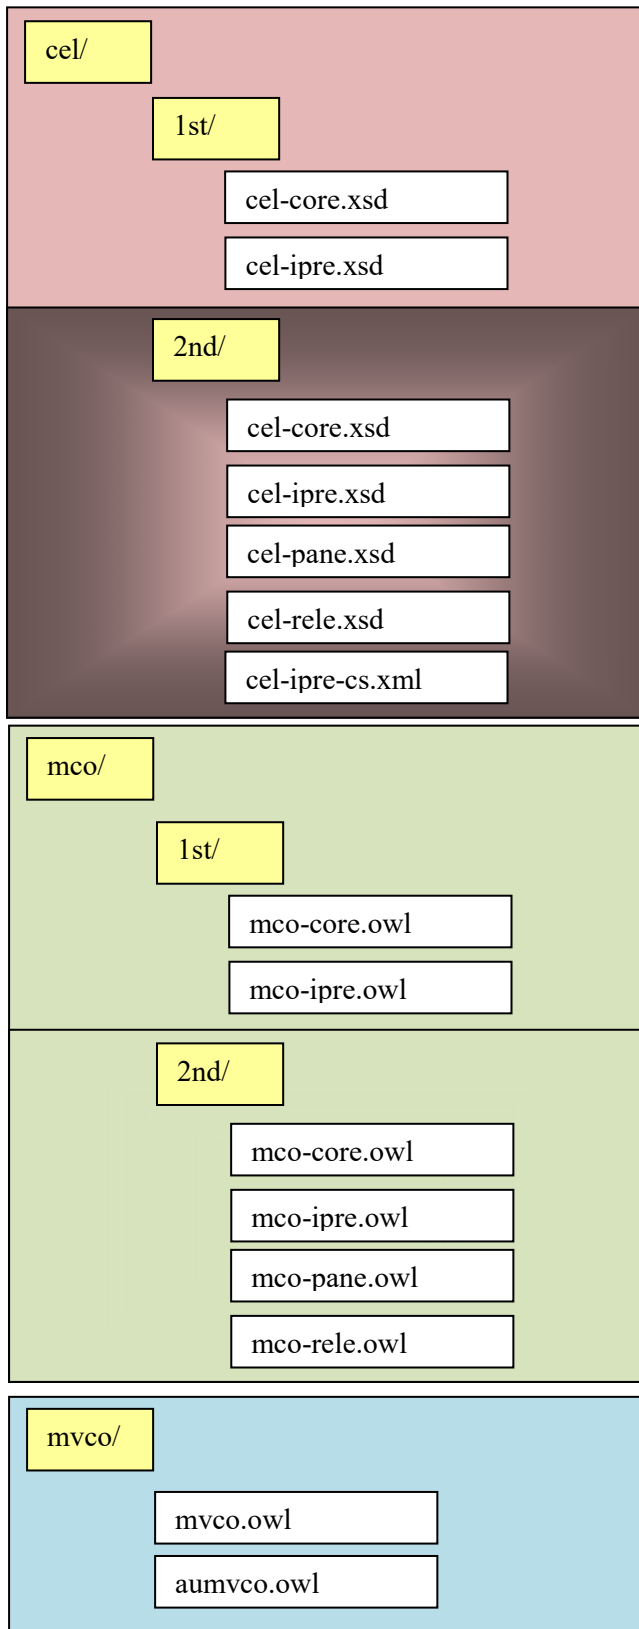 cel/
1st/
cel-core.xsd
cel-ipre.xsd
2nd/
cel-core.xsd
cel-ipre.xsd
cel-pane.xsd
cel-rele.xsd
cel-ipre-cs.xml
mco/
1st/
mco-core.owl
mco-ipre.owl
2nd/
mco-core.owl
mco-ipre.owl
mco-pane.owl
mco-rele.owl
mvco/
mvco.owl
aumvco.owl